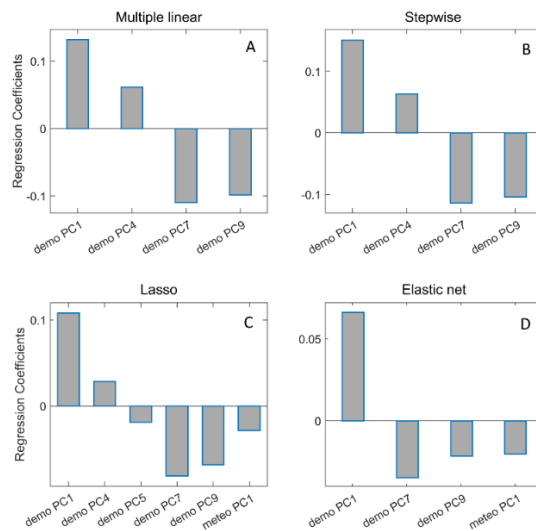 Multiple linear
A
Regression Coefficients
0.1
0
-0.1
demo PC1 demo PC4 demo PC7 demo PC9
Stepwise
B
0.1
0
-0.1
demo PC1 demo PC4 demo PC7 demo PC9
Lasso
C
Regression Coefficients
0.1
0
demo PC1 demo PC4 demo PC5 demo PC7 demo PC9 meteo PC1
Elastic net
D
0.05
0
demo PC1 demo PC7 demo PC9 meteo PC1